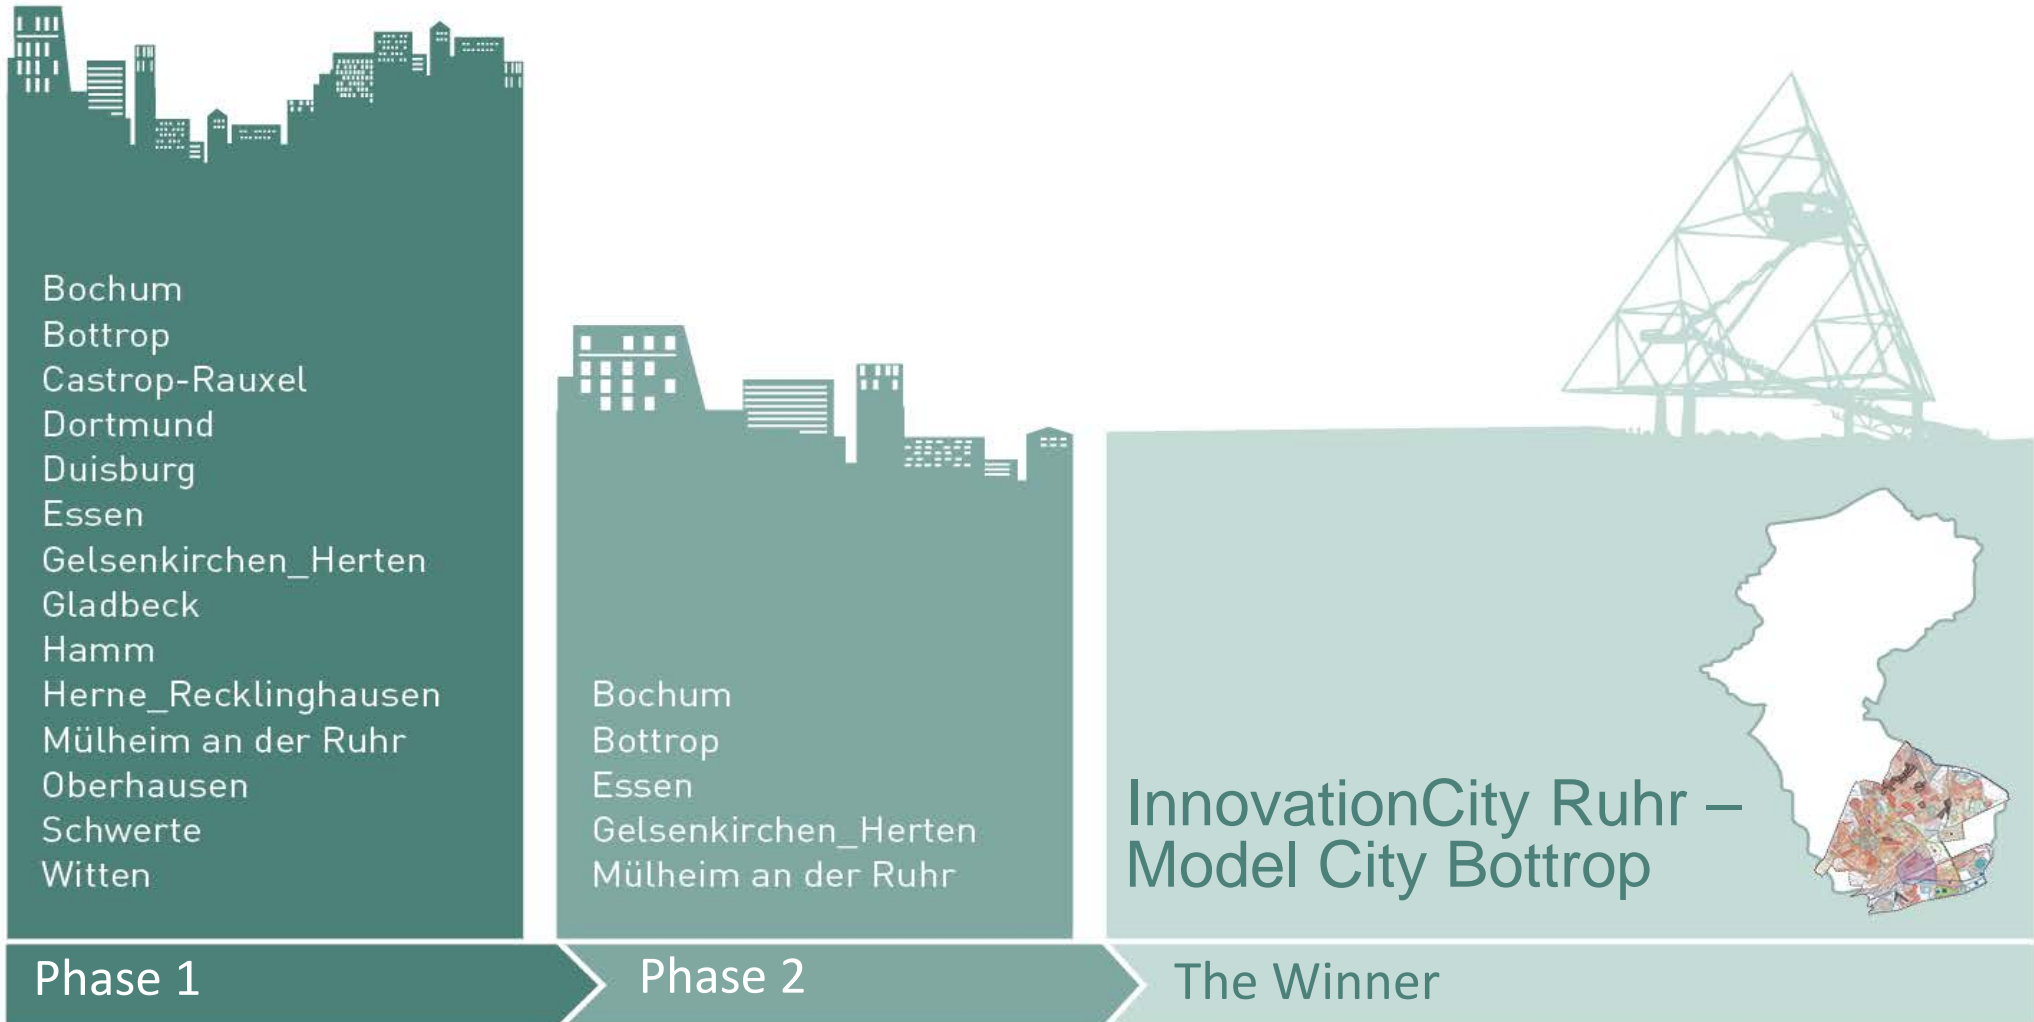 Bochum
Bottrop
Castrop-Rauxel
Dortmund
Duisburg
Essen
Gelsenkirchen_Herten
Gladbeck
Hamm
Herne_Recklinghausen
Mülheim an der Ruhr
Oberhausen
Schwerte
Witten
Phase 1
Bochum
Bottrop
Essen
Gelsenkirchen_Herten
Mülheim an der Ruhr
Phase 2
InnovationCity Ruhr –
Model City Bottrop
The Winner